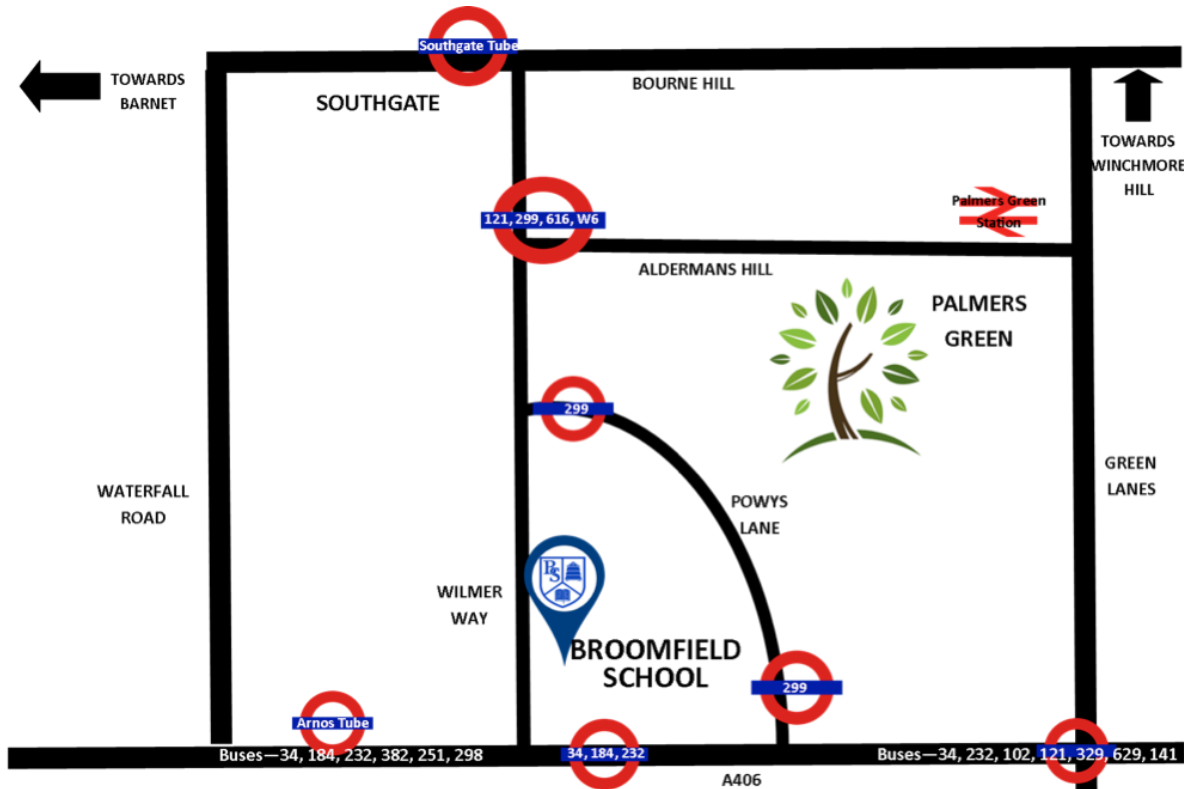 Southgate Tube
TOWARDS
BARNET
SOUTHGATE
BOURNE HILL
TOWARDS
WINCHMORE
HILL
121, 299, 616, W6
Palmers Green
Station
ALDERMANS HILL
PALMERS
GREEN
299
WATERFALL
ROAD
POWYS
LANE
GREEN
LANES
PS
WILMER
WAY
BROOMFIELD
SCHOOL
299
Arnos Tube
Buses—34, 184, 232, 382, 251, 298
34, 184, 232
Buses—34, 232, 102, 121, 329, 629, 141
A406